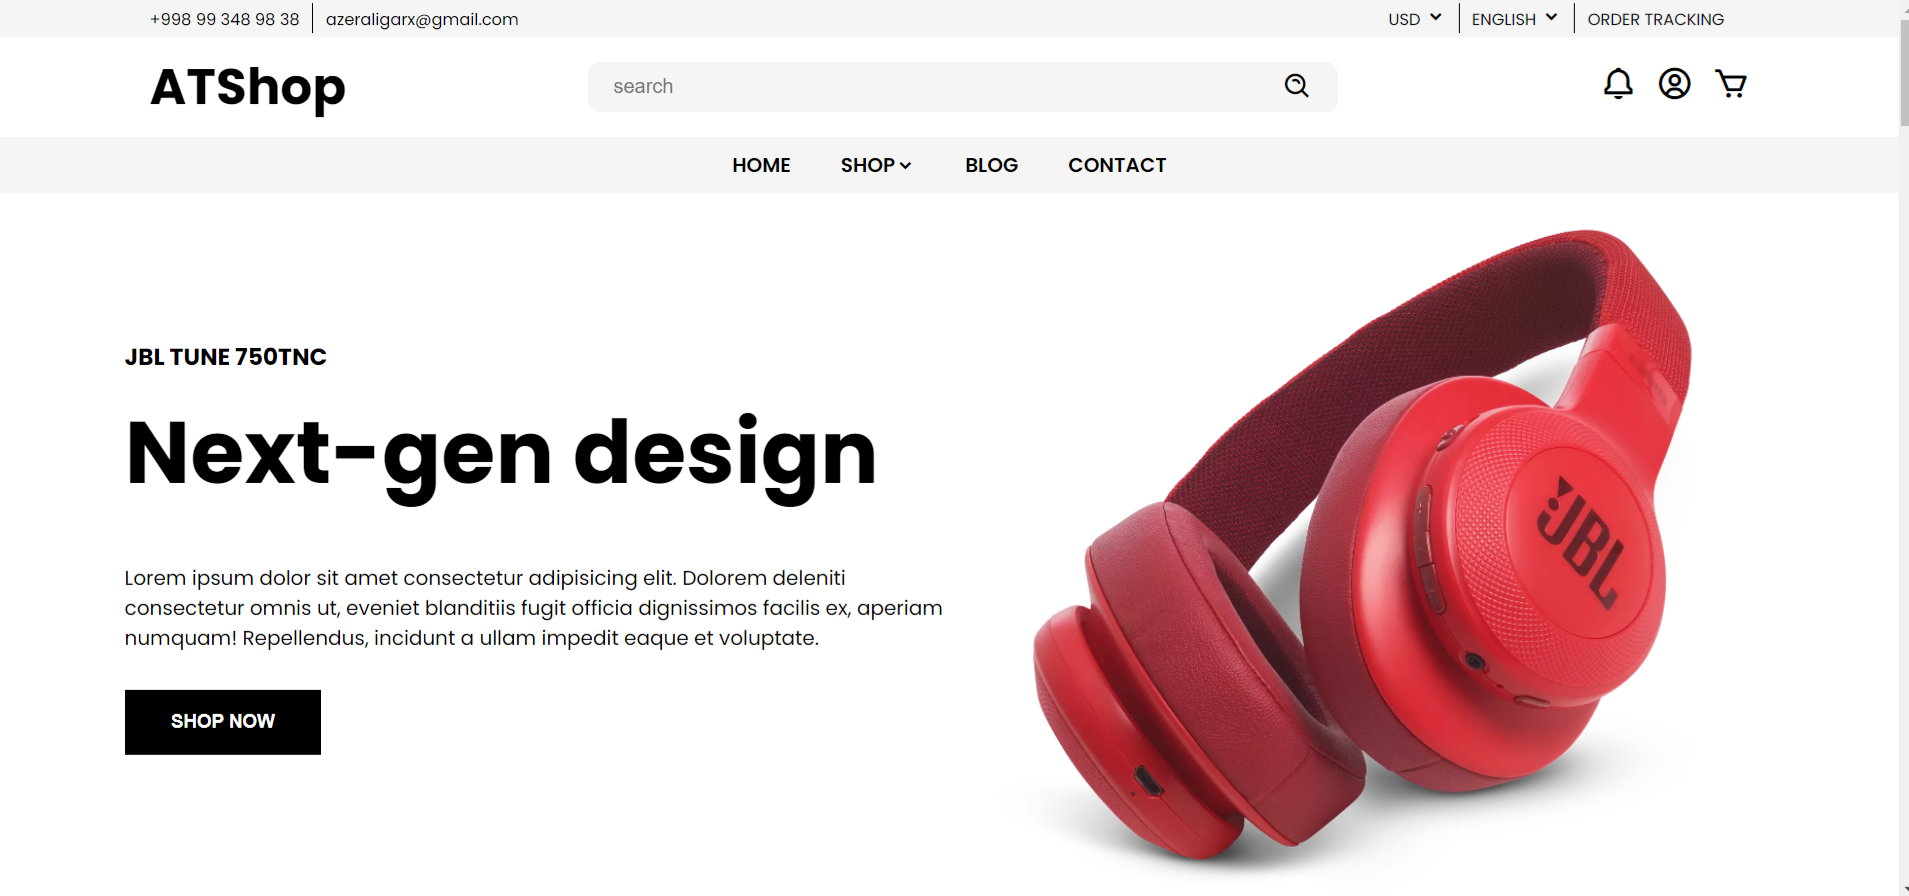 +998 99 348 98 38 azeraligarx@gmail.com USD ENGLISH ORDER TRACKING
ATShop search
HOME SHOP BLOG CONTACT
JBL TUNE 750TNC
Next-gen design
Lorem ipsum dolor sit amet consectetur adipisicing elit. Dolorem deleniti
consectetur omnis ut, eveniet blanditiis fugit officia dignissimos facilis ex, aperiam
numquam! Repellendus, incidunt a ullam impedit eaque et voluptate.
SHOP NOW
JBL